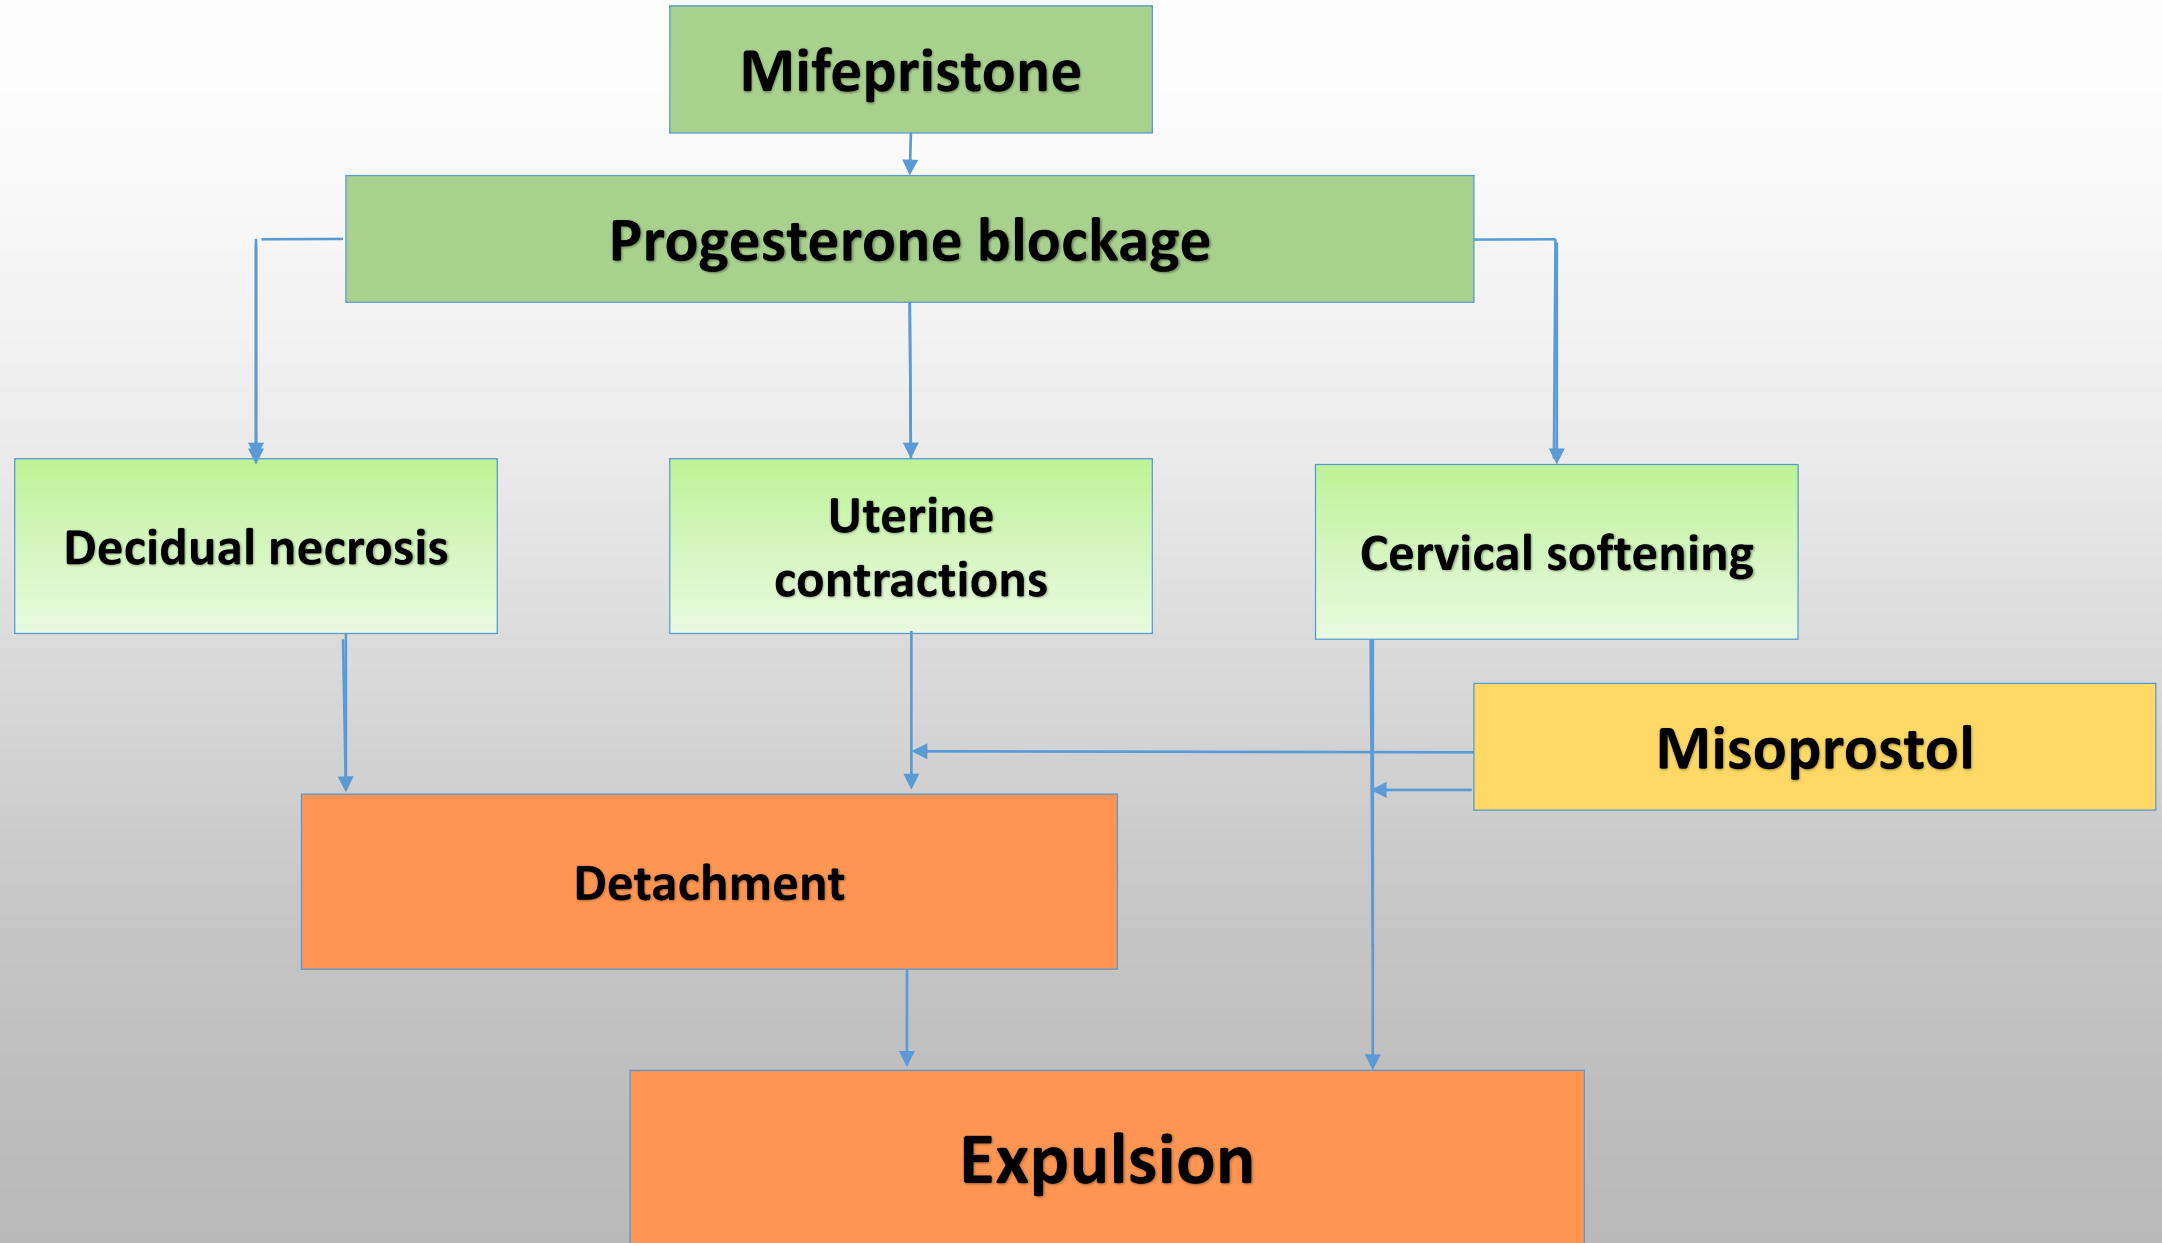 Mifepristone
Progesterone blockage
Decidual necrosis
Uterine
contractions
Cervical softening
Misoprostol
Detachment
Expulsion